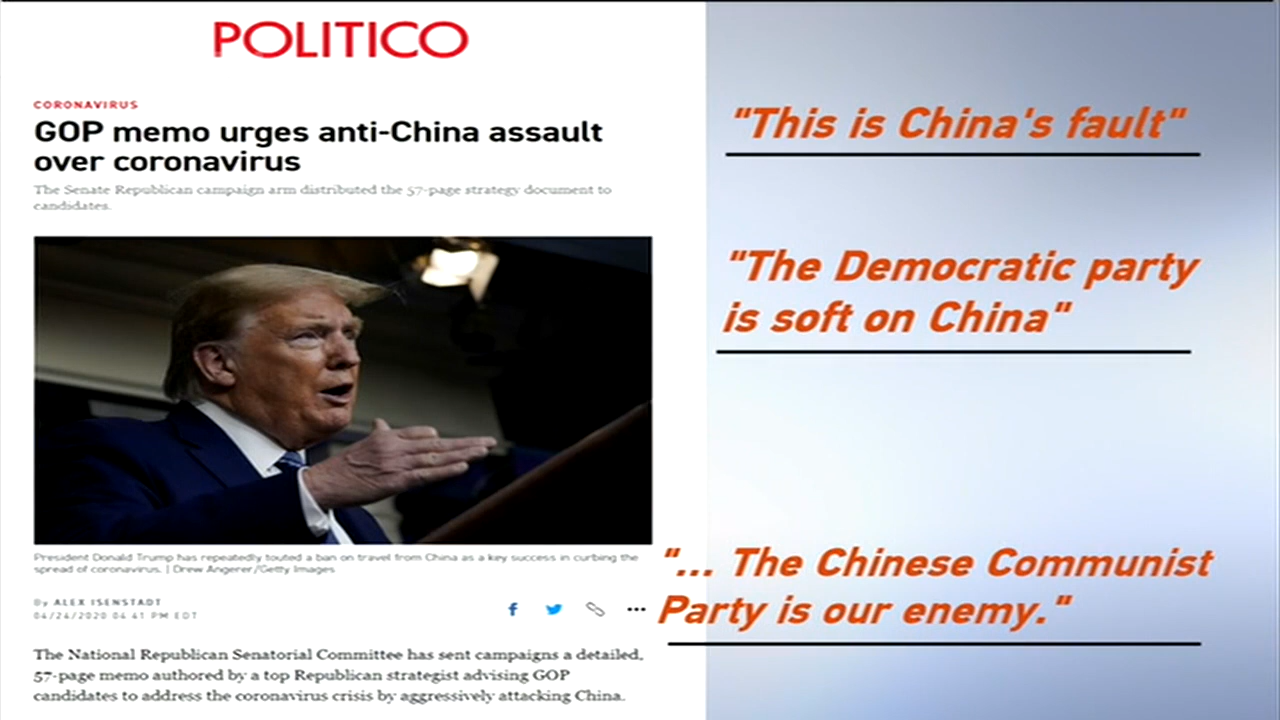 POLITICO
CORONAVIRUS
GOP memo urges anti-China assault
over coronavirus
The Senate Republican campaign arm distributed the 57-page strategy document to
candidates.
President Donald Trump has repeatedly touted a ban on travel from China as a key success in curbing the
spread of coronavirus. | Drew Angerer/Getty Images
By ALEX ISENSTADT
04/24/2020 04:41 PM EDT
The National Republican Senatorial Committee has sent campaigns a detailed,
57-page memo authored by a top Republican strategist advising GOP
candidates to address the coronavirus crisis by aggressively attacking China.
"This is China's fault"
"The Democratic party
is soft on China"
"... The Chinese Communist
Party is our enemy."